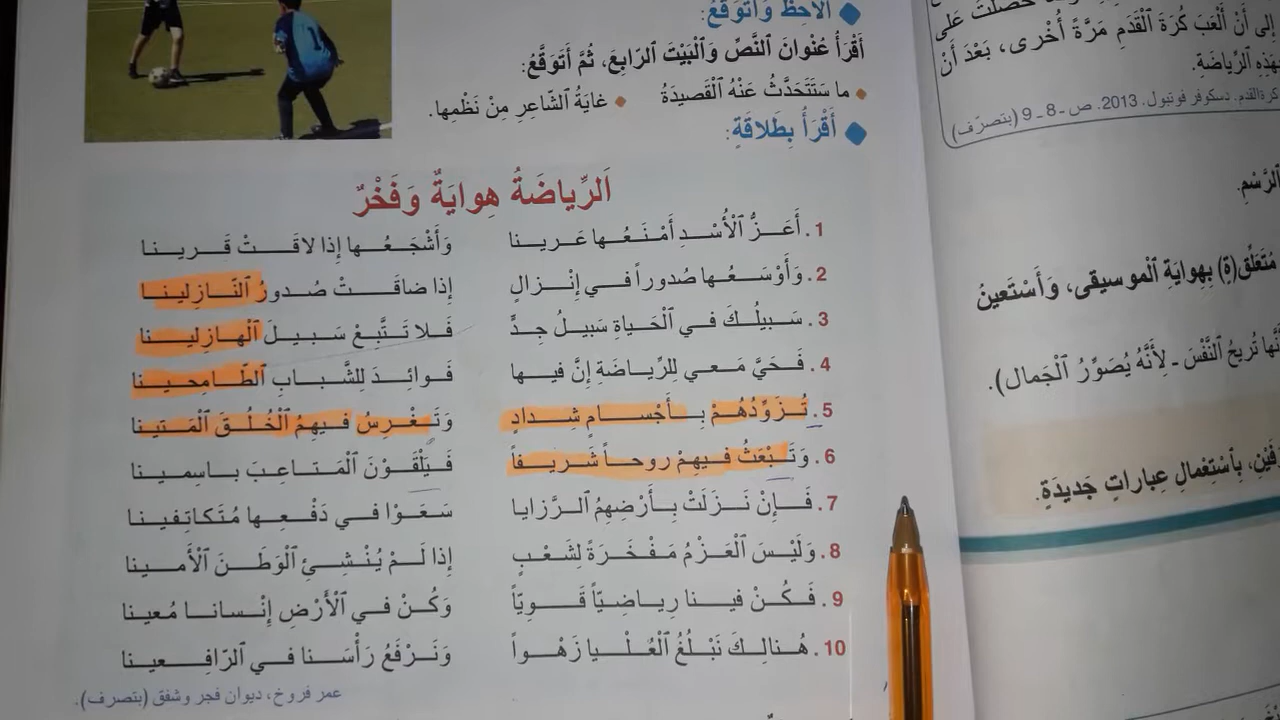 أُلاحِظُ وَأَتَوَقَّعُ:
أَقْرَأُ عُنْوانَ النَّصِّ وَٱلْبَيْتَ ٱلرّابِعَ، ثُمَّ أَتَوَقَّعُ:
ما سَتَتَحَدَّثُ عَنْهُ ٱلْقَصيدَةُ
غايَةُ ٱلشّاعِرِ مِنْ نَظْمِها.
أَقْرَأُ بِطَلاقَةٍ:
اَلرِّياضَةُ هِوايَةٌ وَفَخْرٌ
1. أَعَزُّ ٱلْأُسْدِ أَمْنَعُها عَرينا وَأَشْجَعُها إِذا لاقَتْ قَرينا
2. وَأَوْسَعُها صُدوراً في إِنْزالٍ إِذا ضاقَتْ صُدورُ ٱلنَّازِلينا
3. سَبيلُكَ في ٱلْحَياةِ سَبيلُ جِدٍّ فَلا تَتَّبِعْ سَبيلَ ٱلْهازِلينا
4. فَحَيَّ مَعي لِلرِّياضَةِ إِنَّ فيها فَوائِدَ لِلشَّبابِ ٱلطّامِحينا
5. تُزَوِّدُهُمْ بِأَجْسامٍ شِدادٍ وَتَغْرِسُ فيهِمُ ٱلْخُلُقَ ٱلْمَتينا
6. وَتَبْعَثُ فيهِمْ روحاً شَريفاً فَيَلْقَوْنَ ٱلْمَتاعِبَ باسِمينا
7. فَإِنْ نَزَلَتْ بِأَرْضِهِمُ ٱلرَّزايا سَعَوْا في دَفْعِها مُتَكاتِفينا
8. وَلَيْسَ ٱلْعَزْمُ مَفْخَرَةً لِشَعْبٍ إِذا لَمْ يُنْشِئِ ٱلْوَطَنَ ٱلْأَمينا
9. فَكُنْ فينا رِياضِيّاً قَوِيّاً وَكُنْ في ٱلْأَرْضِ إِنْسانا مُعينا
10. هُنالِكَ نَبْلُغُ ٱلْعُلْيا زَهْواً وَنَرْفَعُ رَأْسَنا في ٱلرّافِعينا
عمر فروخ، ديوان فجر وشفق (بتصرف).
حَصَلْتُ عَلى
إِلى أَنْ أَلْعَبَ كُرَةَ ٱلْقَدَمِ مَرَّةً أُخْرى، بَعْدَ أَنْ
بِهَذِهِ ٱلرِّياضَةِ.
كرة القدم. دسكوفر فوتبول. 2013. ص ـ 8 ـ 9 (بتصرّف)
ٱلرَّسْمِ.
مُتَعَلِّقٍ(ة) بِهِوايَةِ ٱلْموسيقى، وَأَسْتَعينُ
تُريحُ ٱلنَّفْسَ ـ لِأَنَّهُ يُصَوِّرُ ٱلْجَمالَ).
بِٱسْتِعْمالِ عِباراتٍ جَديدَةٍ.